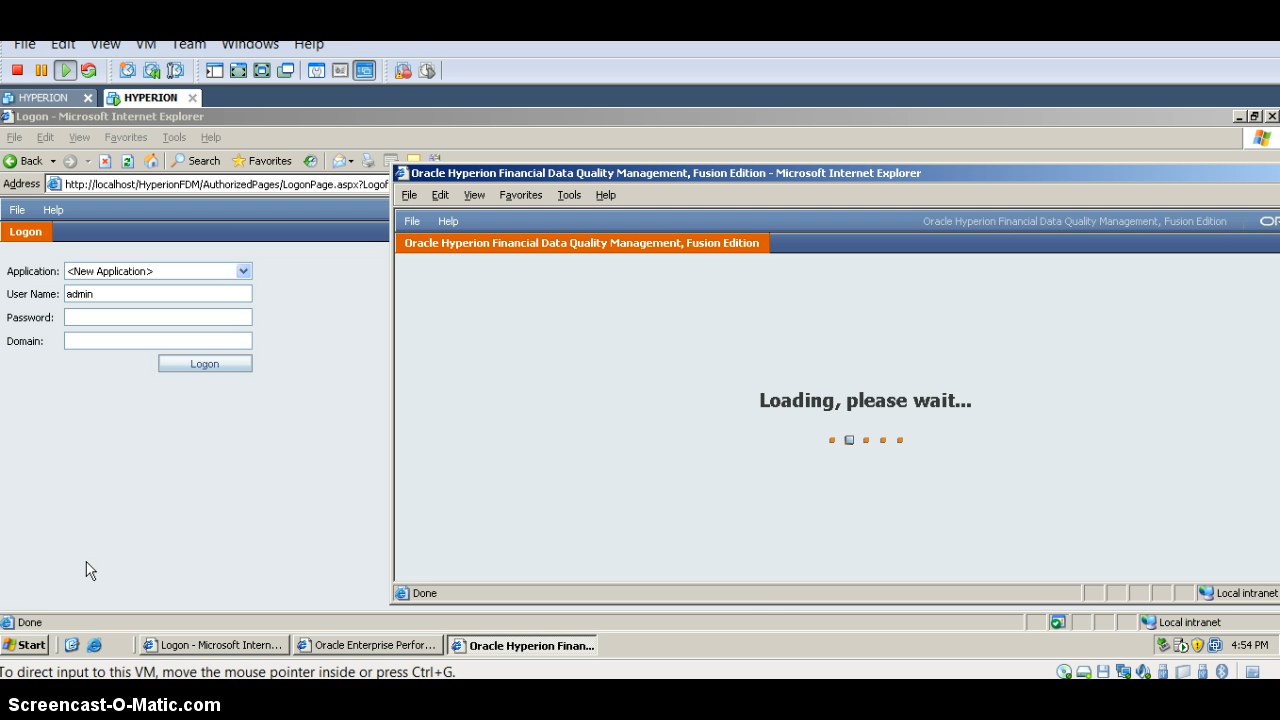 File Edit View VM Team Windows Help
HYPERION HYPERION
Logon - Microsoft Internet Explorer
File Edit View Favorites Tools Help
Back Search Favorites
Address http://localhost/HyperionFDM/AuthorizedPages/LogonPage.aspx?Logof
File Help
Logon
Application: <New Application>
User Name: admin
Password:
Domain:
Logon
Oracle Hyperion Financial Data Quality Management, Fusion Edition - Microsoft Internet Explorer
File Edit View Favorites Tools Help
File Help Oracle Hyperion Financial Data Quality Management, Fusion Edition OR
Oracle Hyperion Financial Data Quality Management, Fusion Edition
Loading, please wait...
Done Local intranet
Done Local intranet
Start Logon - Microsoft Intern... Oracle Enterprise Perfor... Oracle Hyperion Finan... 4:54 PM
To direct input to this VM, move the mouse pointer inside or press Ctrl+G.
Screencast-O-Matic.com